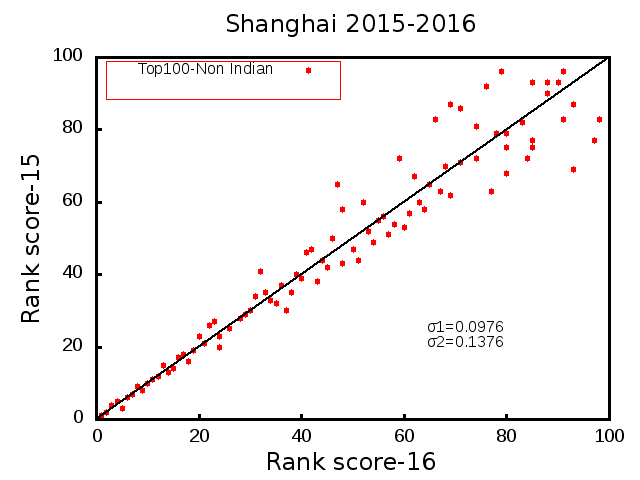 Shanghai 2015-2016
Top100-Non Indian
100
80
60
40
20
0
Rank score-15
σ1=0.0976
σ2=0.1376
0 20 40 60 80 100
Rank score-16